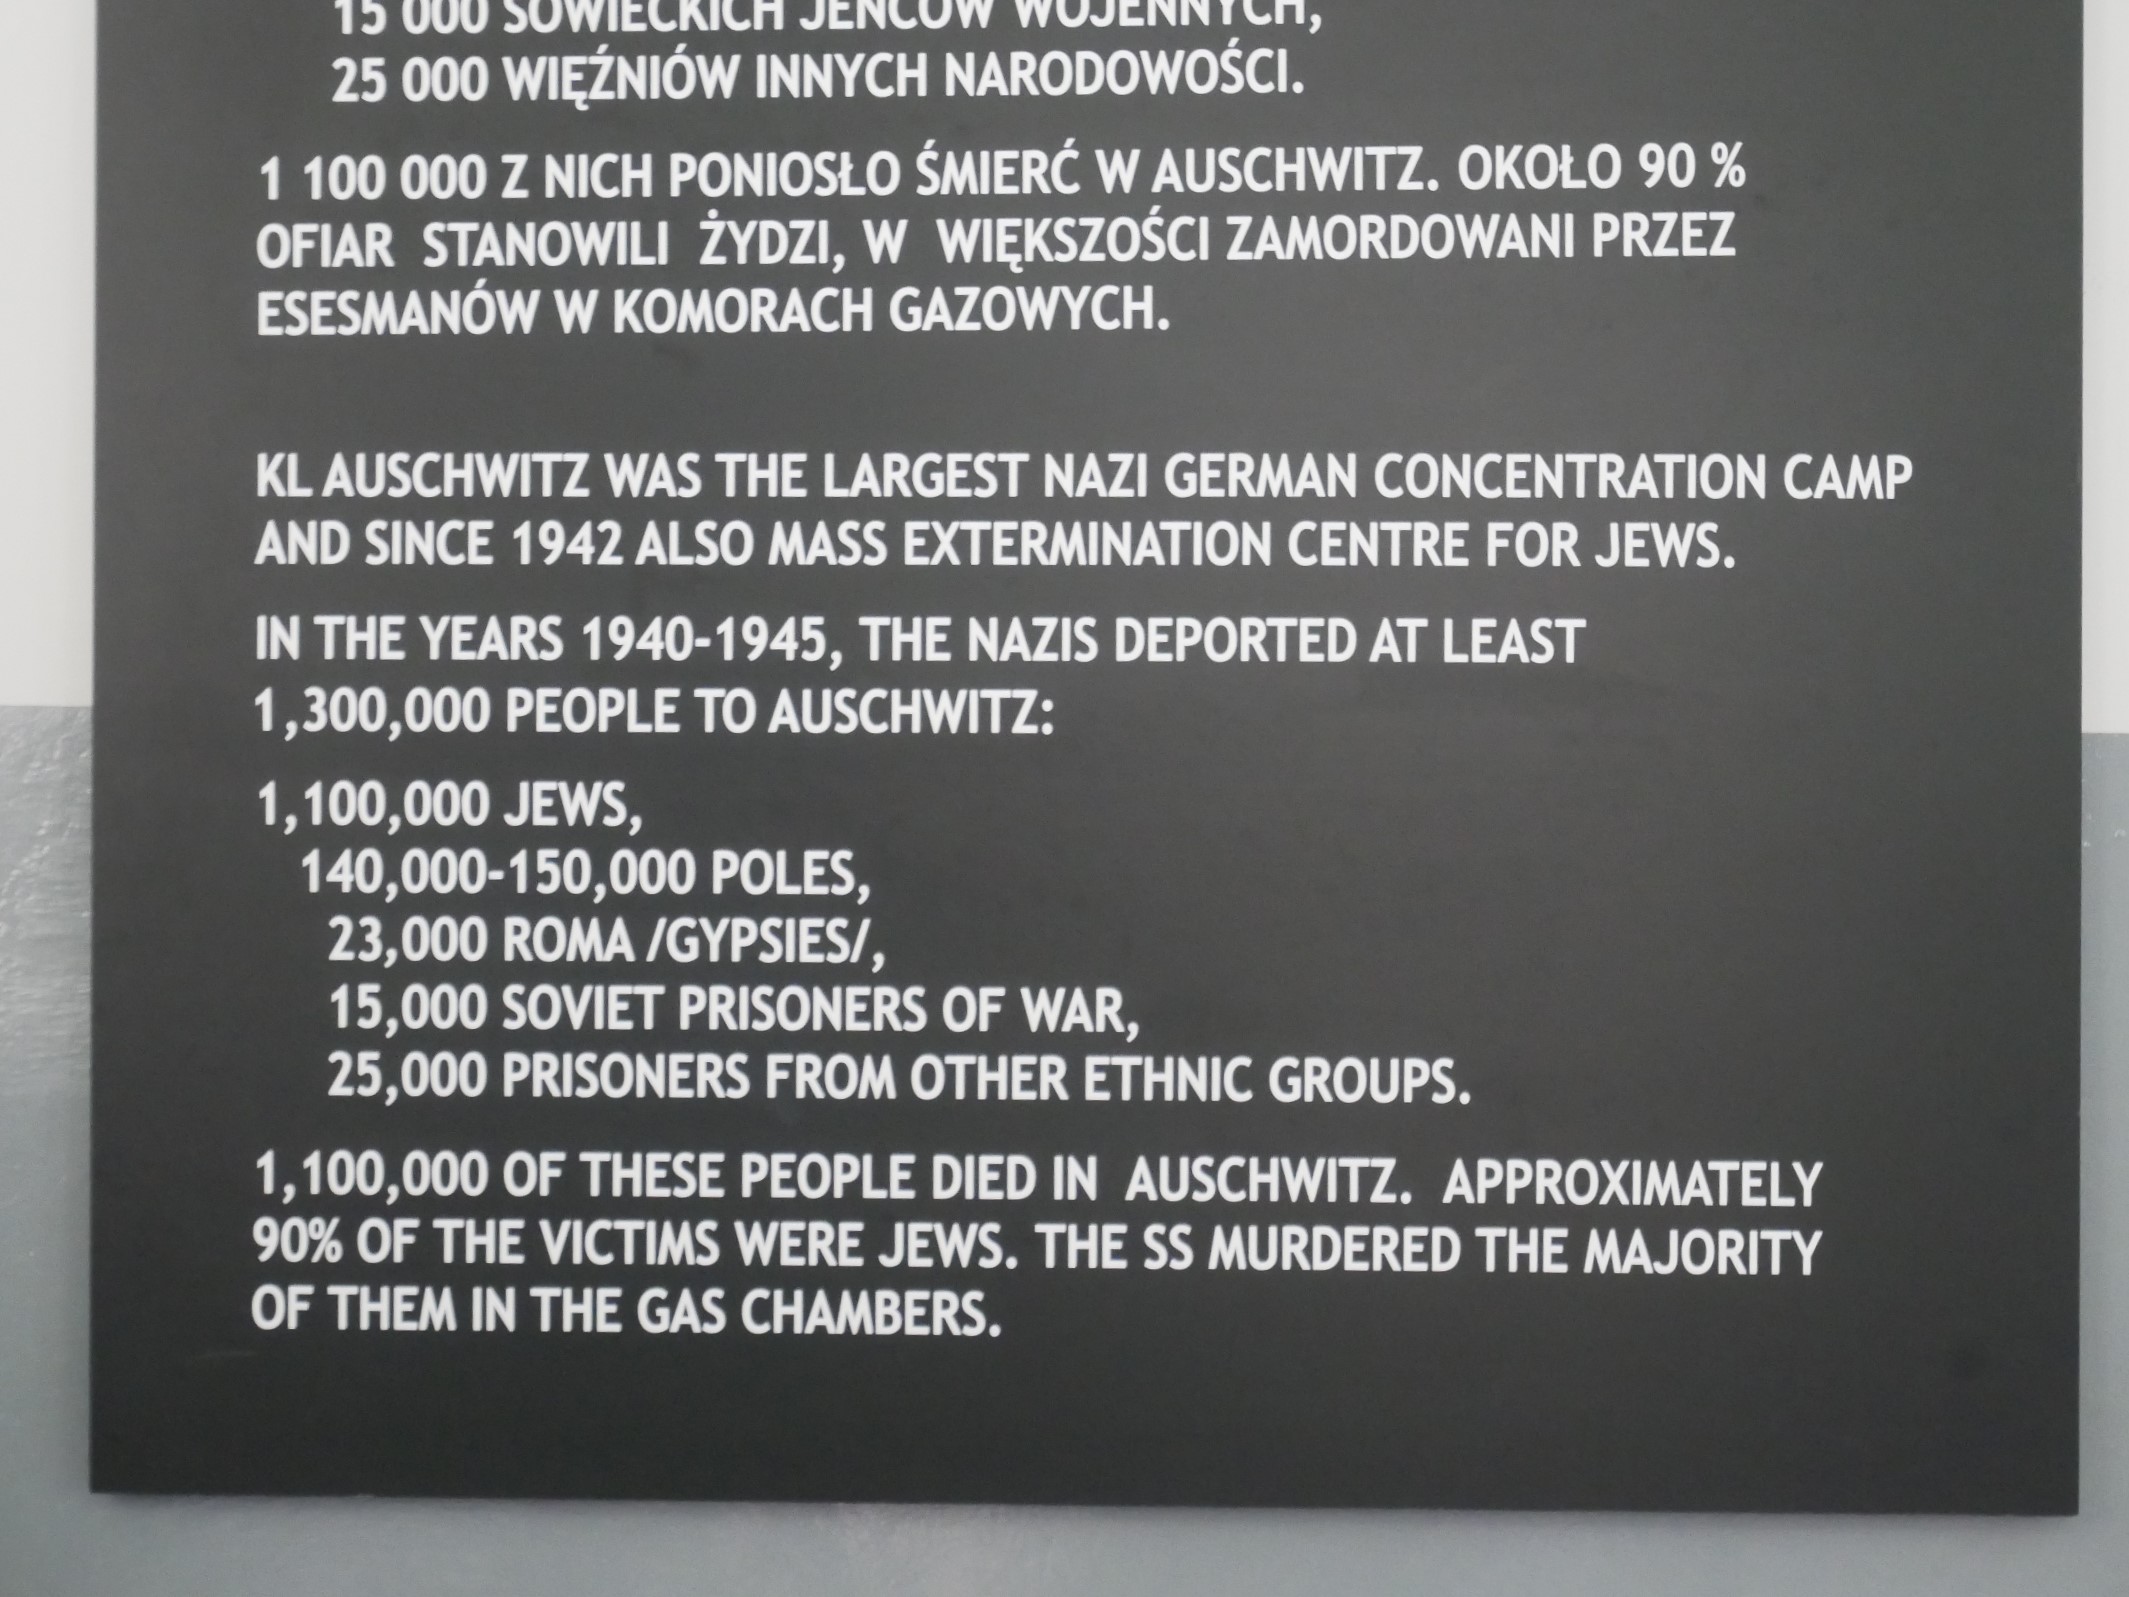 15 000 SOWIECKICH JEŃCÓW WOJENNYCH,
25 000 WIĘŹNIÓW INNYCH NARODOWOŚCI.
1 100 000 Z NICH PONIOSŁO ŚMIERĆ W AUSCHWITZ. OKOŁO 90 %
OFIAR STANOWILI ŻYDZI, W WIĘKSZOŚCI ZAMORDOWANI PRZEZ
ESESMANÓW W KOMORACH GAZOWYCH.
KL AUSCHWITZ WAS THE LARGEST NAZI GERMAN CONCENTRATION CAMP
AND SINCE 1942 ALSO MASS EXTERMINATION CENTRE FOR JEWS.
IN THE YEARS 1940-1945, THE NAZIS DEPORTED AT LEAST
1,300,000 PEOPLE TO AUSCHWITZ:
1,100,000 JEWS,
140,000-150,000 POLES,
23,000 ROMA /GYPSIES/,
15,000 SOVIET PRISONERS OF WAR,
25,000 PRISONERS FROM OTHER ETHNIC GROUPS.
1,100,000 OF THESE PEOPLE DIED IN AUSCHWITZ. APPROXIMATELY
90% OF THE VICTIMS WERE JEWS. THE SS MURDERED THE MAJORITY
OF THEM IN THE GAS CHAMBERS.